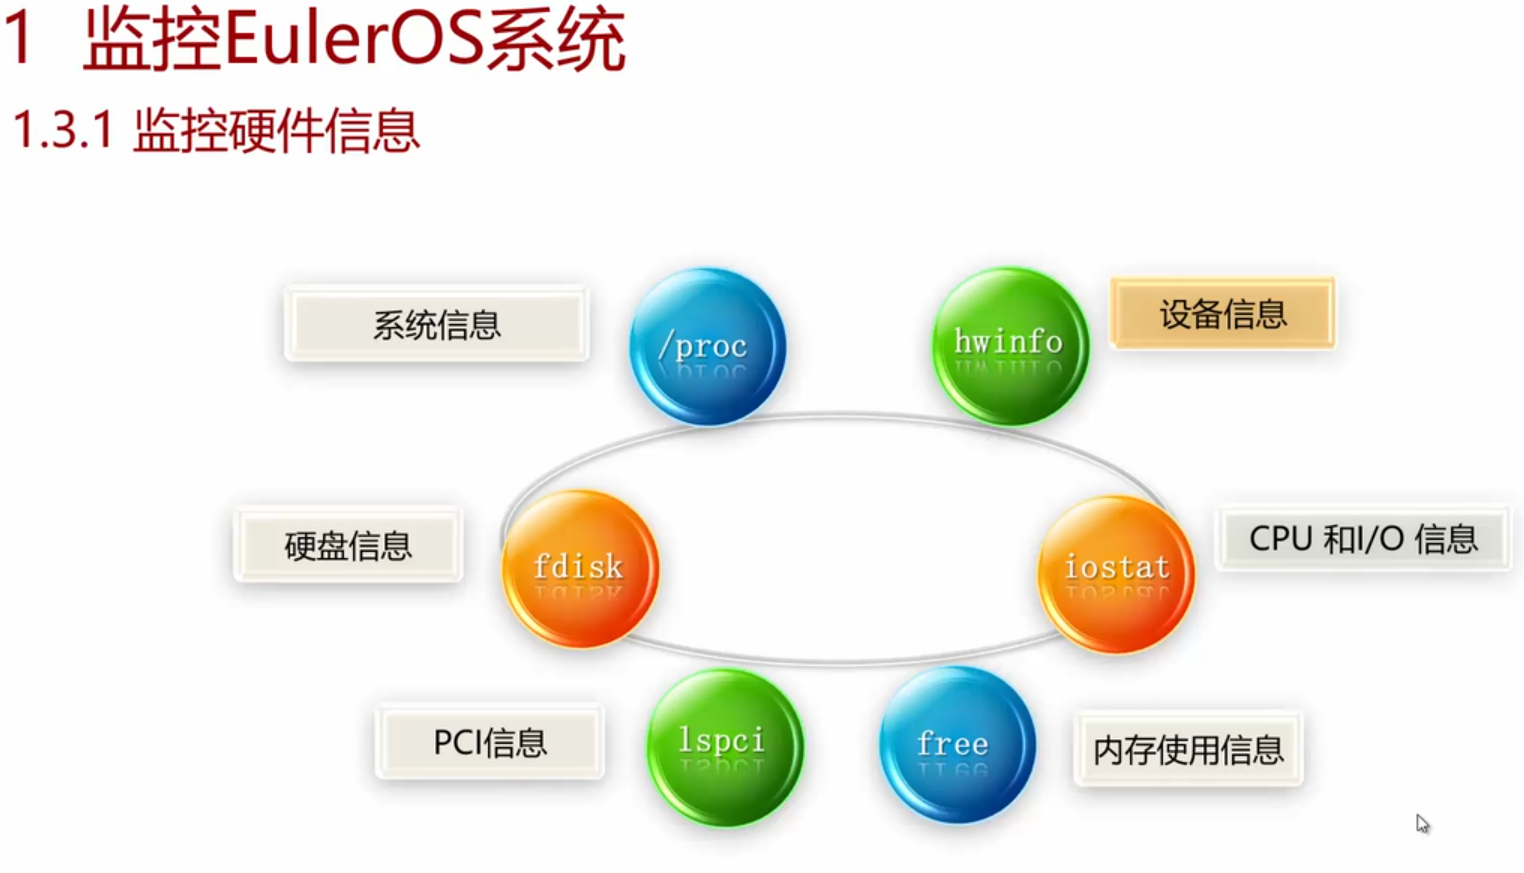 1 监控EulerOS系统
1.3.1 监控硬件信息
系统信息
/proc
hwinfo
设备信息
硬盘信息
fdisk
iostat
CPU 和I/O 信息
PCI信息
lspci
free
内存使用信息